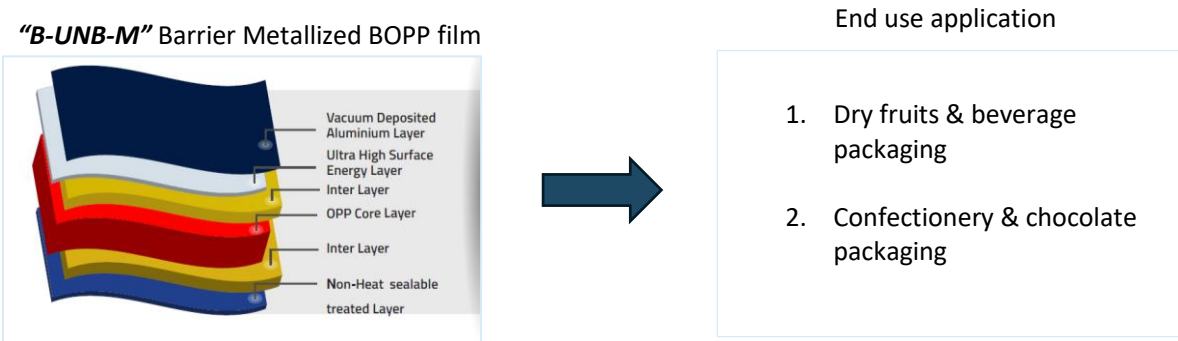 “B-UNB-M” Barrier Metallized BOPP film
Vacuum Deposited
Aluminium Layer
Ultra High Surface
Energy Layer
Inter Layer
OPP Core Layer
Inter Layer
Non-Heat sealable
treated Layer
End use application
1. Dry fruits & beverage
packaging
2. Confectionery & chocolate
packaging